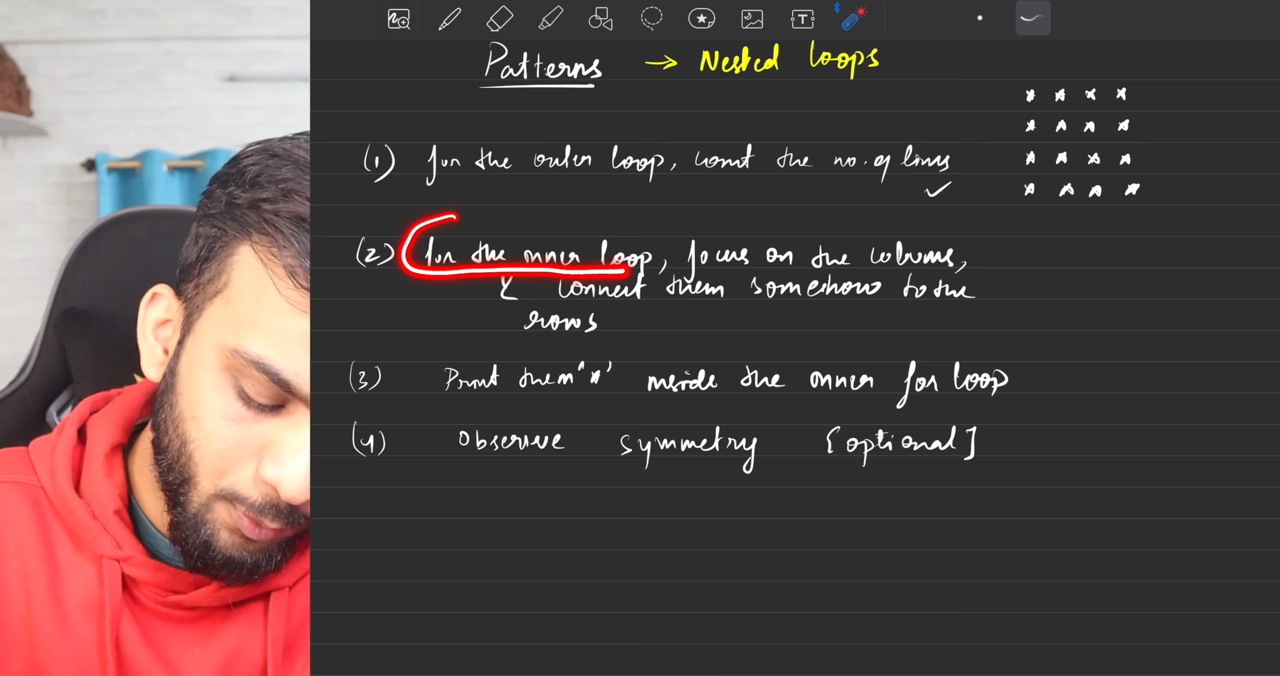 Patterns → Nested loops
(1) for the outer loop, count the no. of lines
(2) for the inner loop, focus on the columns,
& connect them somehow to the
rows
(3) Print them '*' inside the inner for loop
(4) Observe symmetry [optional]
* * * *
* * * *
* * * *
* * * *